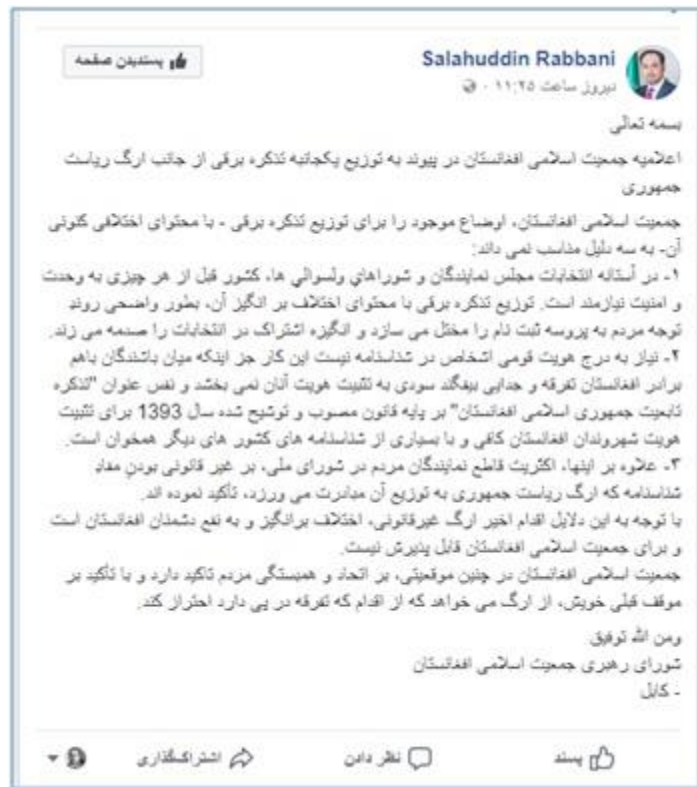 پسندیدن صفحه
Salahuddin Rabbani
دیروز ساعت ۱۱:۲۵ ·
بسمه تعالی
اعلامیه جمعیت اسلامی افغانستان در پیوند به توزیع یکجانبه تذکره برقی از جانب ارگ ریاست
جمهوری
جمعیت اسلامی افغانستان، اوضاع موجود را برای توزیع تذکره برقی - با محتوای اختلافی کنونی
آن- به سه دلیل مناسب نمی داند:
۱- در آستانه انتخابات مجلس نمایندگان و شوراهای ولسوالی ها، کشور قبل از هر چیزی به وحدت
و امنیت نیازمند است. توزیع تذکره برقی با محتوای اختلاف بر انگیز آن، بطور واضحی روند
توجه مردم به پروسه ثبت نام را مختل می سازد و انگیزه اشتراک در انتخابات را صدمه می زند.
۲- نیاز به درج هویت قومی اشخاص در شناسنامه نیست این کار جز اینکه میان باشندگان باهم
برادر افغانستان تفرقه و جدایی بیفگند سودی به تثبیت هویت آنان نمی بخشد و نفس عنوان "تذکره
تابعیت جمهوری اسلامی افغانستان" بر پایه قانون مصوب و توشیح شده سال 1393 برای تثبیت
هویت شهروندان افغانستان کافی و با بسیاری از شناسنامه های کشور های دیگر همخوان است.
۳- علاوه بر اینها، اکثریت قاطع نمایندگان مردم در شورای ملی، بر غیر قانونی بودن مفاد
شناسنامه که ارگ ریاست جمهوری به توزیع آن مبادرت می ورزد، تأکید نموده اند.
با توجه به این دلایل اقدام اخیر ارگ غیرقانونی، اختلاف برانگیز و به نفع دشمنان افغانستان است
و برای جمعیت اسلامی افغانستان قابل پذیرش نیست.
جمعیت اسلامی افغانستان در چنین موقعیتی، بر اتحاد و همبستگی مردم تاکید دارد و با تأکید بر
موقف قبلی خویش، از ارگ می خواهد که از اقدام که تفرقه در پی دارد احتراز کند.
ومن الله توفیق
شورای رهبری جمعیت اسلامی افغانستان
- کابل
پسند
نظر دادن
اشتراک‌گذاری